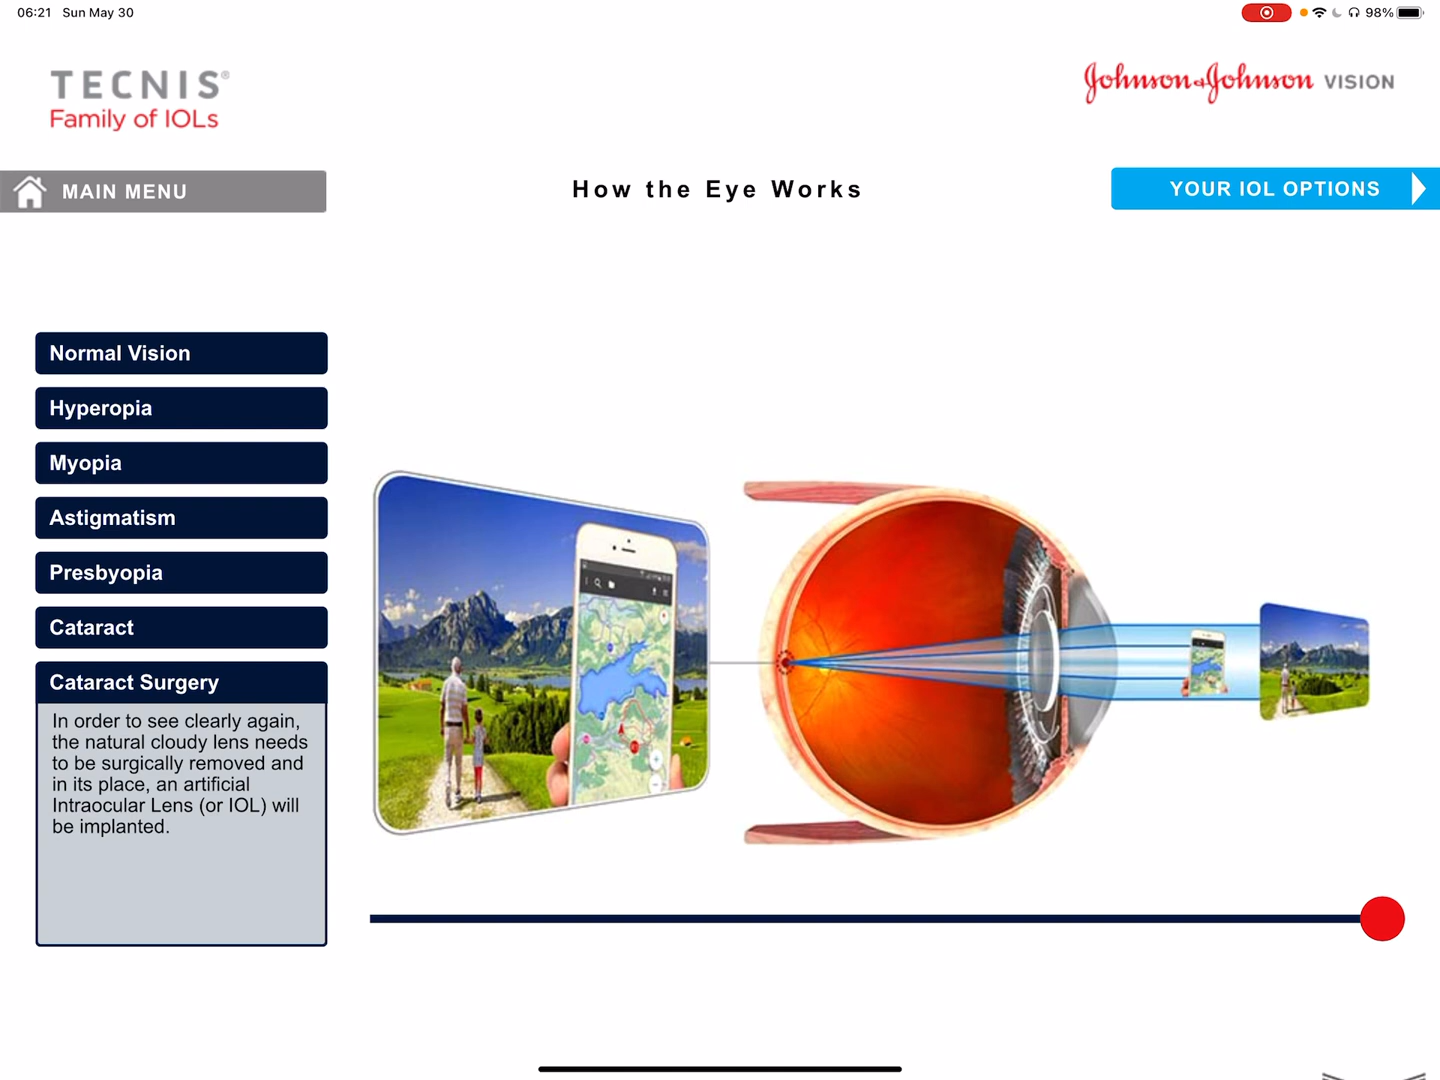 06:21 Sun May 30
98%
TECNIS®
Family of IOLs
Johnson & Johnson VISION
MAIN MENU
How the Eye Works
YOUR IOL OPTIONS
Normal Vision
Hyperopia
Myopia
Astigmatism
Presbyopia
Cataract
Cataract Surgery
In order to see clearly again,
the natural cloudy lens needs
to be surgically removed and
in its place, an artificial
Intraocular Lens (or IOL) will
be implanted.